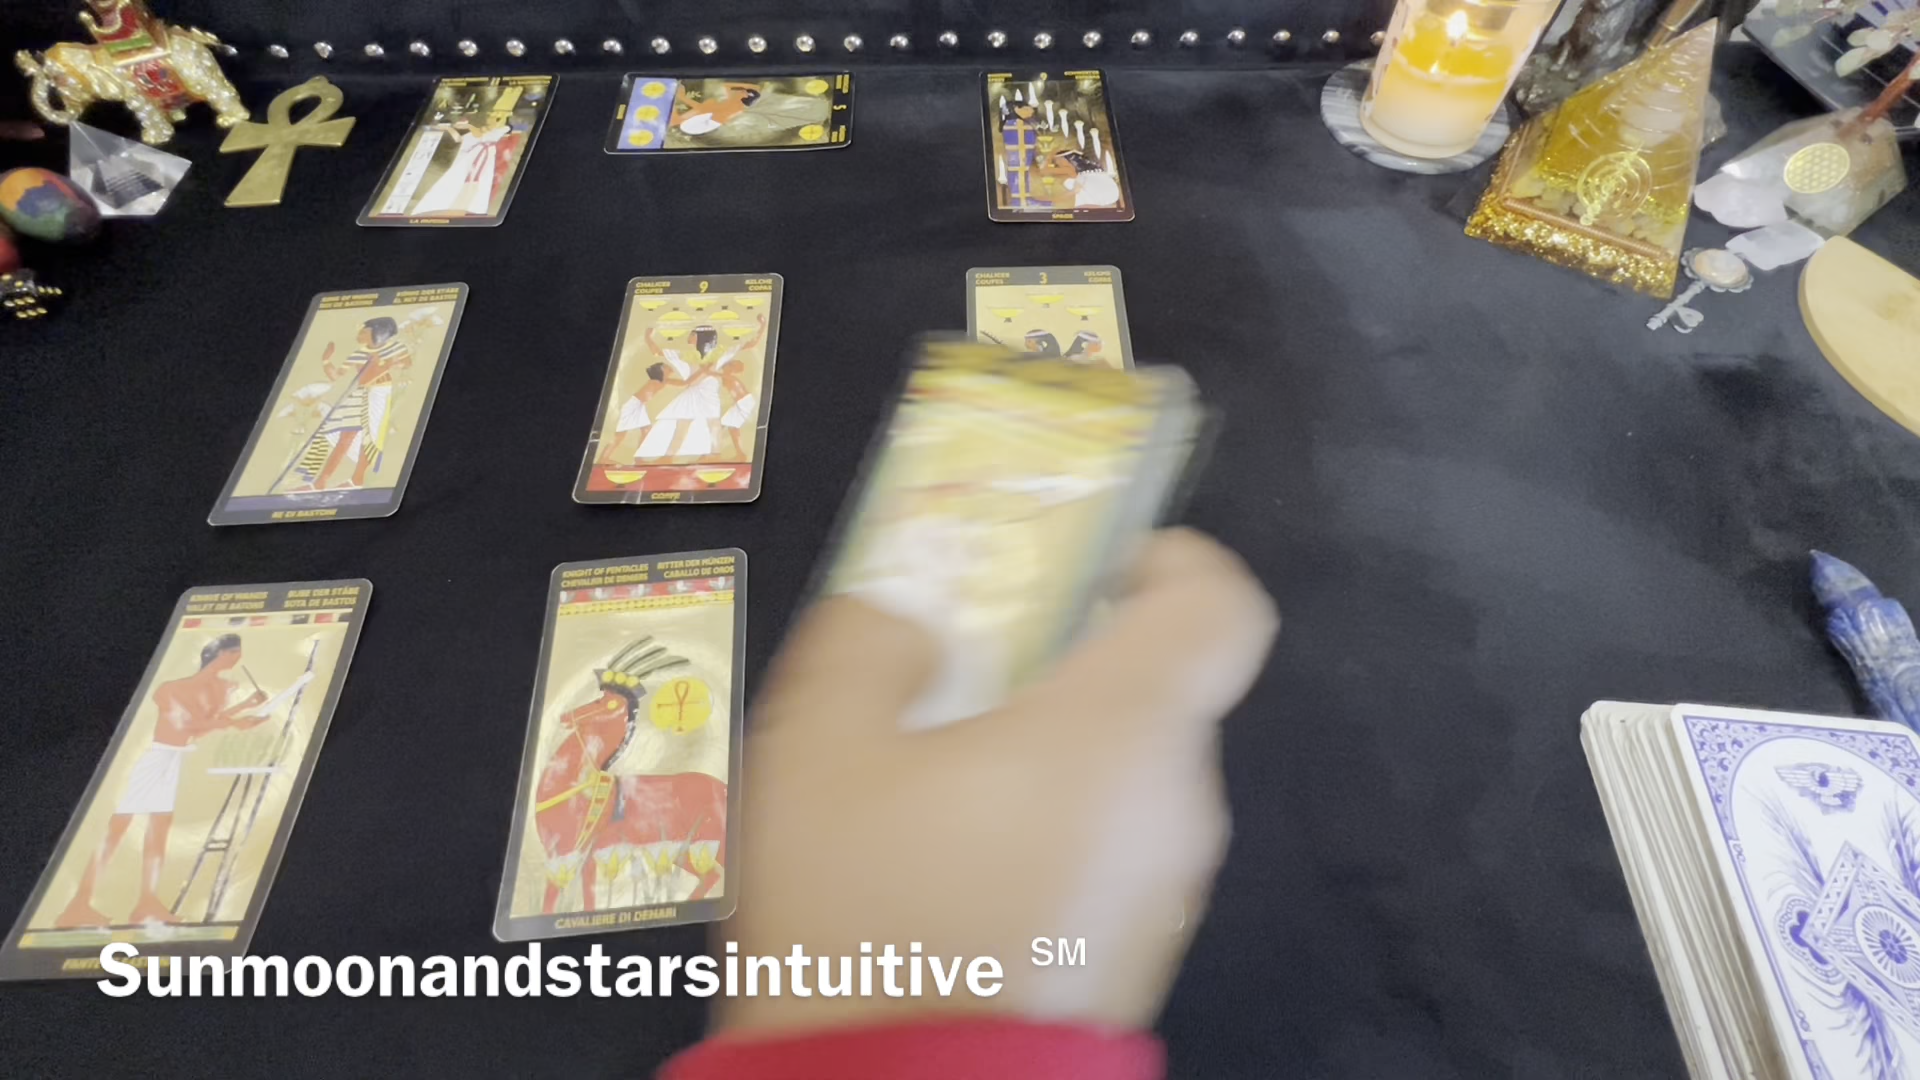 II
5
9
SPADE
KING OF WANDS
ROI DE BATONS
KÖNIG DER STÄBE
EL REY DE BASTOS
RE DI BASTONI
CHALICES
COUPES
9
KELCHE
COPAS
COPPE
CHALICES
COUPES
3
KELCHE
COPAS
KNAVE OF WANDS
VALET DE BATONS
BUBE DER STÄBE
SOTA DE BASTOS
KNIGHT OF PENTACLES
CHEVALIER DE DENIERS
RITTER DER MÜNZEN
CABALLO DE OROS
CAVALIERE DI DENARI
Sunmoonandstarsintuitive SM